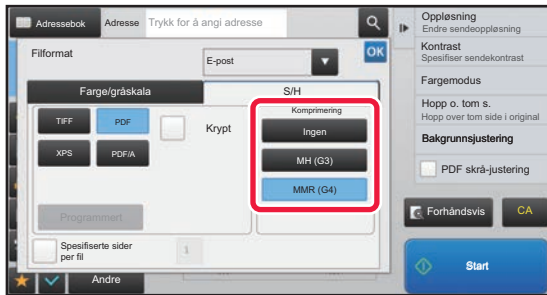 Adressebok
Adresse
Trykk for å angi adresse
Oppløsning
Endre sendeoppløsning
Kontrast
Spesifiser sendekontrast
Fargemodus
Hopp o. tom s.
Hopp over tom side i original
Bakgrunnsjustering
PDF skrå-justering
Forhåndsvis
CA
Start
Filformat
E-post
OK
Farge/gråskala
S/H
TIFF
PDF
Krypt
XPS
PDF/A
Programmert
Komprimering
Ingen
MH (G3)
MMR (G4)
Spesifiserte sider
per fil
1
Andre